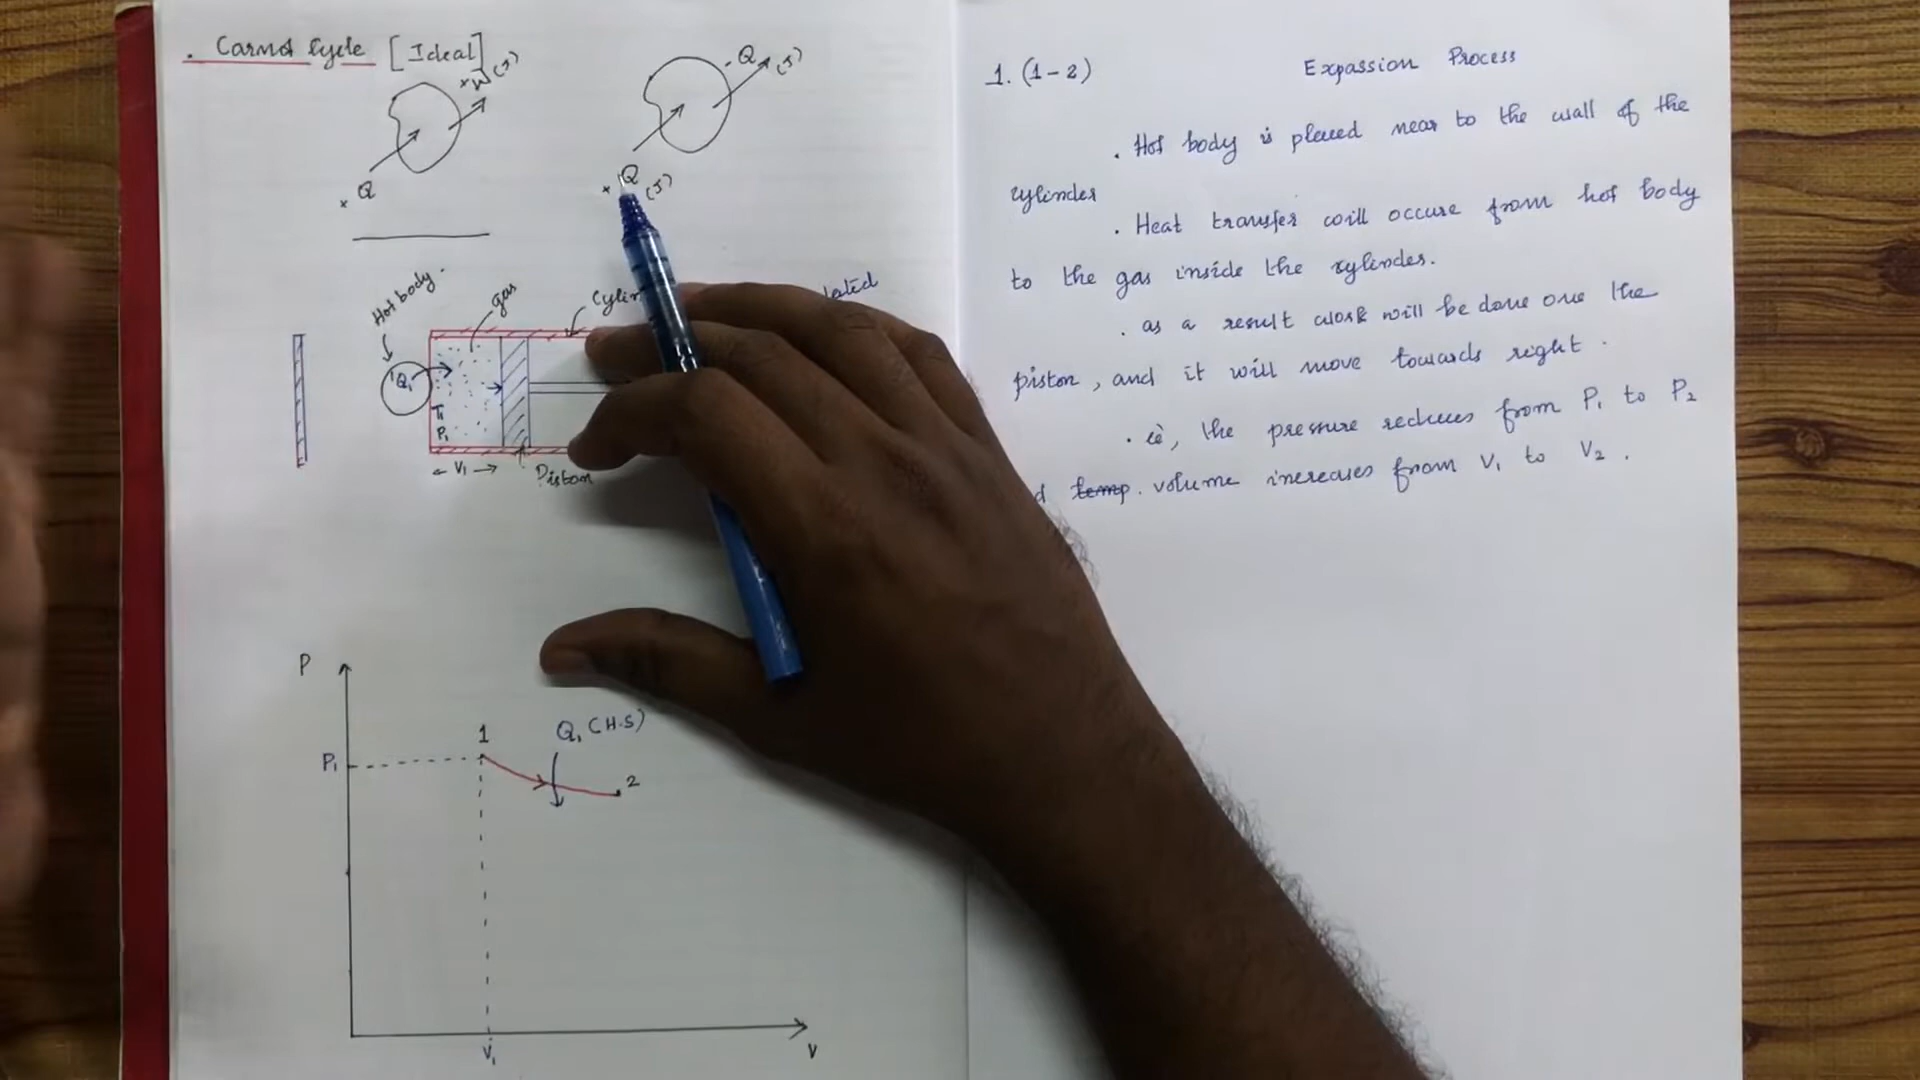 . Carnot Cycle [Ideal]
+W (J)
+ Q
- Q (J)
+ Q (J)
Hot body.
gas
Q1
T1
P1
← V1 →
Piston
P
P1
1
Q1 (H.S)
2
V1
V
1. (1-2) Expassion Process
. Hot body is placed near to the wall of the
cylinder
. Heat transfer will occure from hot body
to the gas inside the cylinder.
. as a result work will be done one the
piston, and it will move towards right.
. ie, the pressure reduces from P1 to P2
temp. volume increases from V1 to V2.